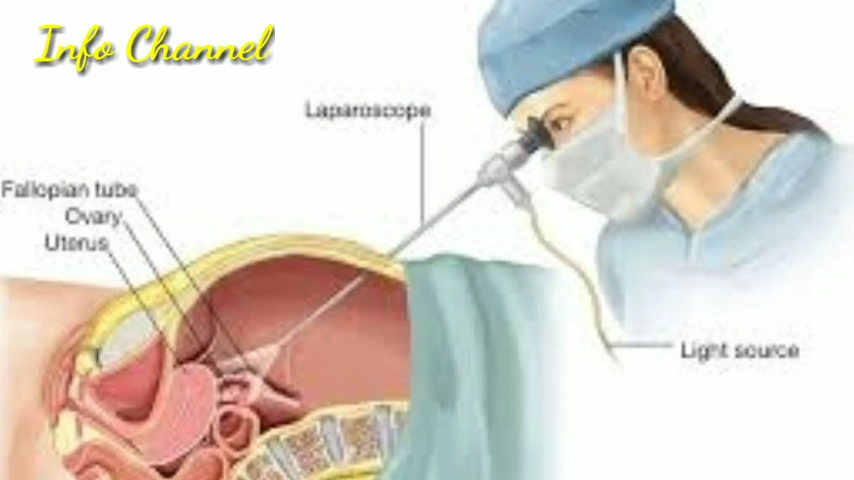 Info Channel
Laparoscope
Fallopian tube
Ovary
Uterus
Light source